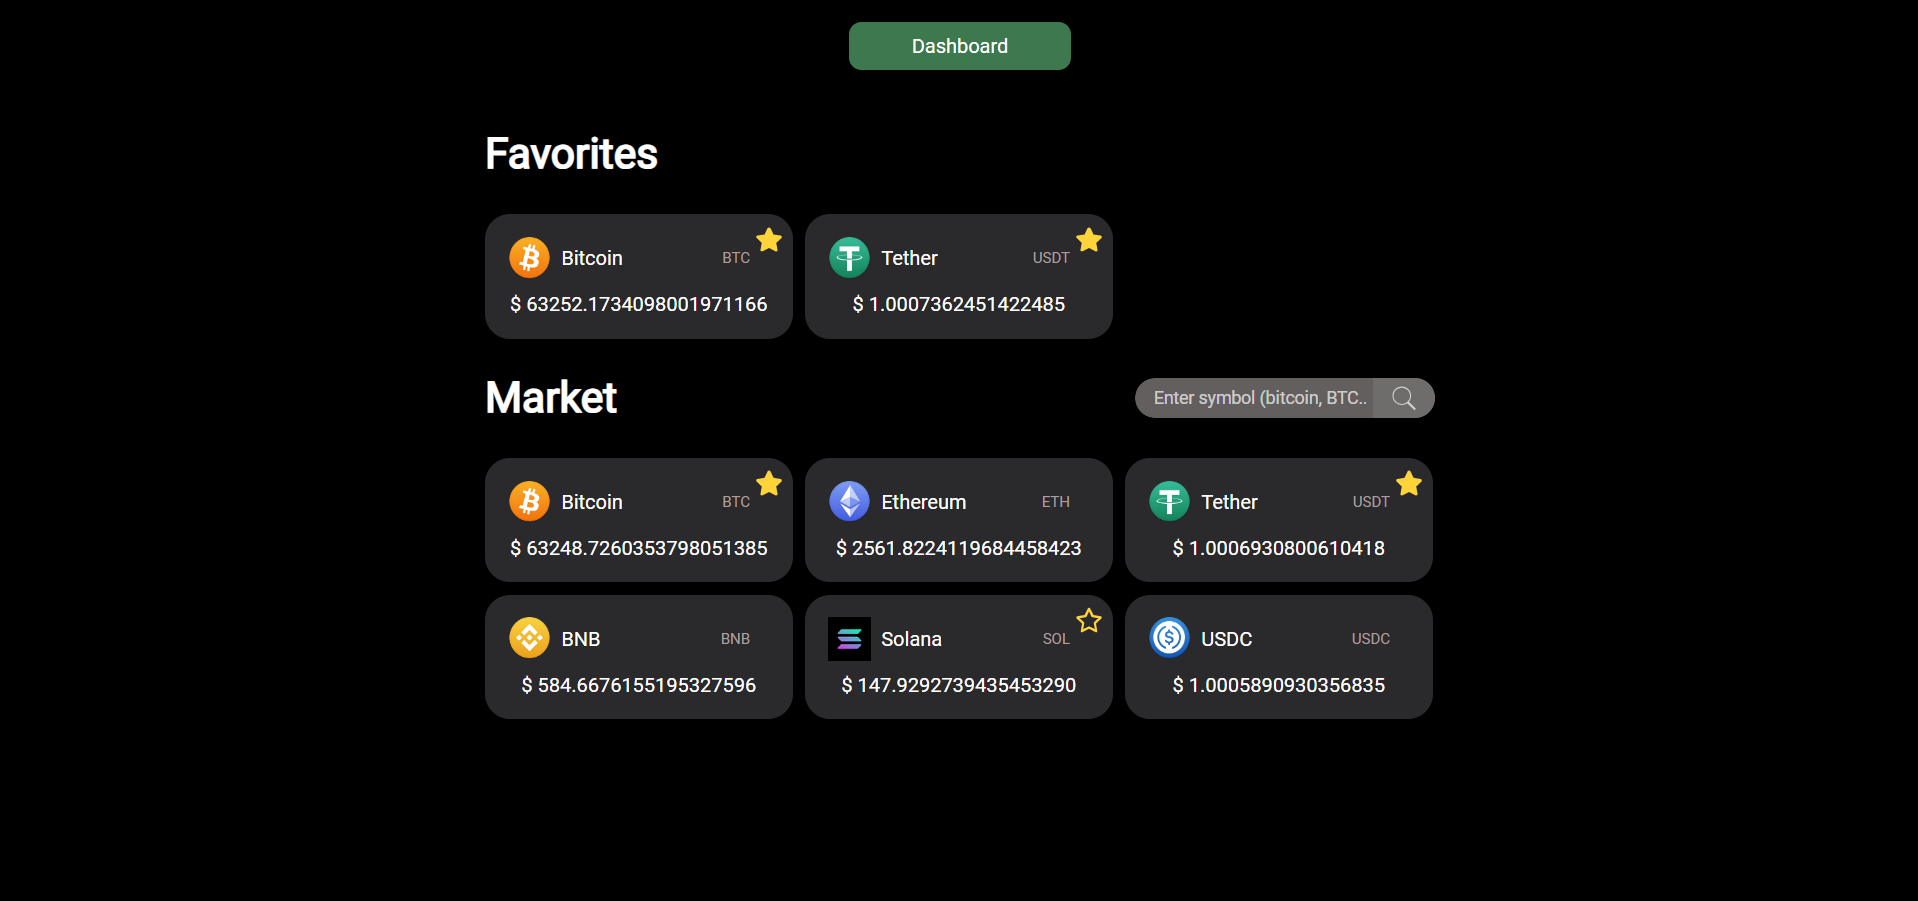 Dashboard
Favorites
Bitcoin BTC
$ 63252.1734098001971166
Tether USDT
$ 1.0007362451422485
Market
Enter symbol (bitcoin, BTC..
Bitcoin BTC
$ 63248.7260353798051385
Ethereum ETH
$ 2561.8224119684458423
Tether USDT
$ 1.0006930800610418
BNB BNB
$ 584.6676155195327596
Solana SOL
$ 147.9292739435453290
USDC USDC
$ 1.0005890930356835